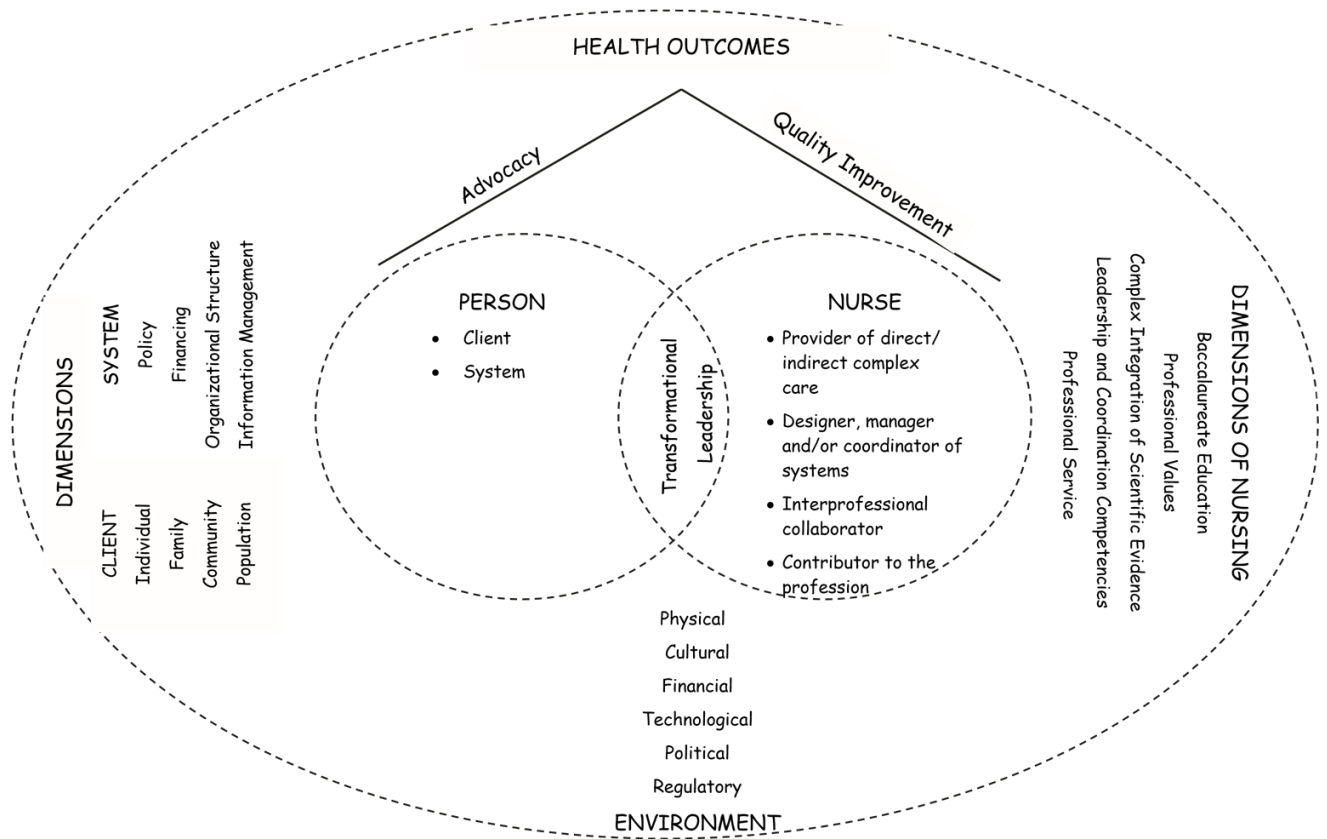 HEALTH OUTCOMES
Advocacy
Quality Improvement
DIMENSIONS
SYSTEM
Policy
Financing
Organizational Structure
Information Management
CLIENT
Individual
Family
Community
Population
PERSON
• Client
• System
Transformational
Leadership
NURSE
• Provider of direct/
indirect complex
care
• Designer, manager
and/or coordinator of
systems
• Interprofessional
collaborator
• Contributor to the
profession
DIMENSIONS OF NURSING
Baccalaureate Education
Professional Values
Complex Integration of Scientific Evidence
Leadership and Coordination Competencies
Professional Service
Physical
Cultural
Financial
Technological
Political
Regulatory
ENVIRONMENT